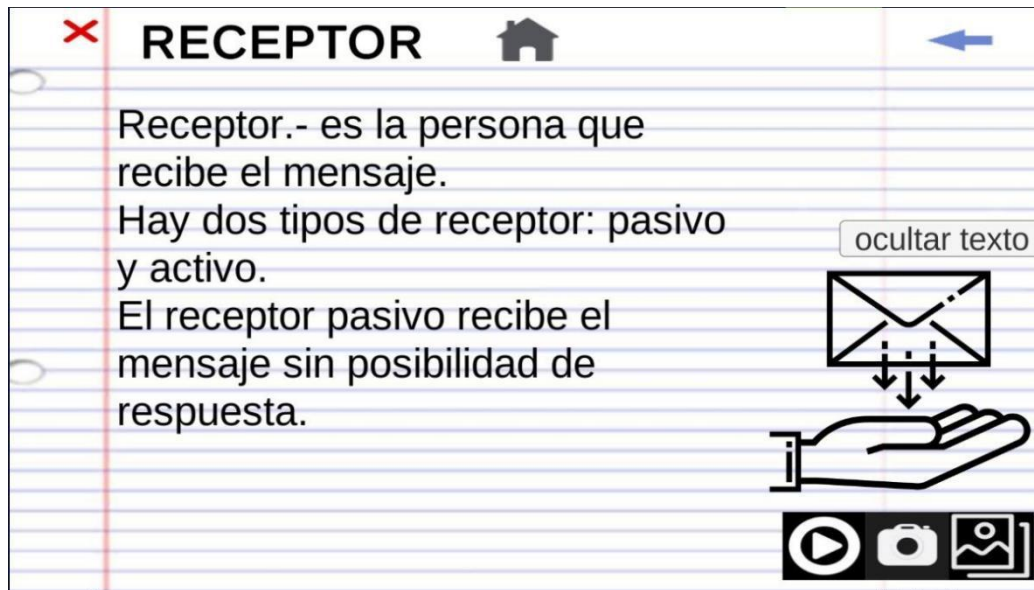 RECEPTOR
Receptor.- es la persona que
recibe el mensaje.
Hay dos tipos de receptor: pasivo
y activo.
El receptor pasivo recibe el
mensaje sin posibilidad de
respuesta.
ocultar texto